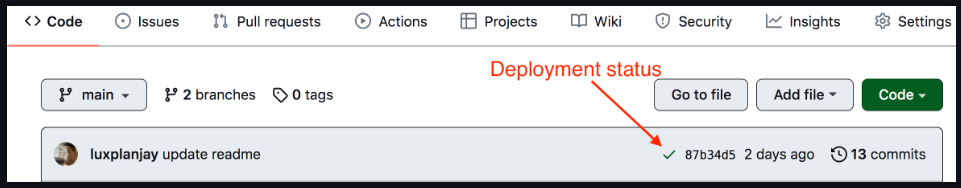 Code Issues Pull requests Actions Projects Wiki Security Insights Settings
Deployment status
main 2 branches 0 tags Go to file Add file Code
luxplanjay update readme 87b34d5 2 days ago 13 commits